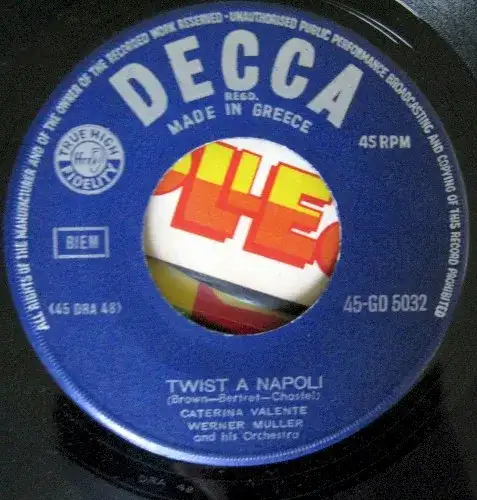 ALL RIGHTS OF THE MANUFACTURER AND OF THE OWNER OF THE RECORDED WORK RESERVED - UNAUTHORISED PUBLIC PERFORMANCE BROADCASTING AND COPYING OF THIS RECORD PROHIBITED
DECCA
REGD.
MADE IN GREECE
TRUE HIGH
FIDELITY
45 RPM
BIEM
(45 DRA 48)
45-GD 5032
TWIST A NAPOLI
(Brown-Bertret-Chastel)
CATERINA VALENTE
WERNER MULLER
and his Orchestra
DRA 48